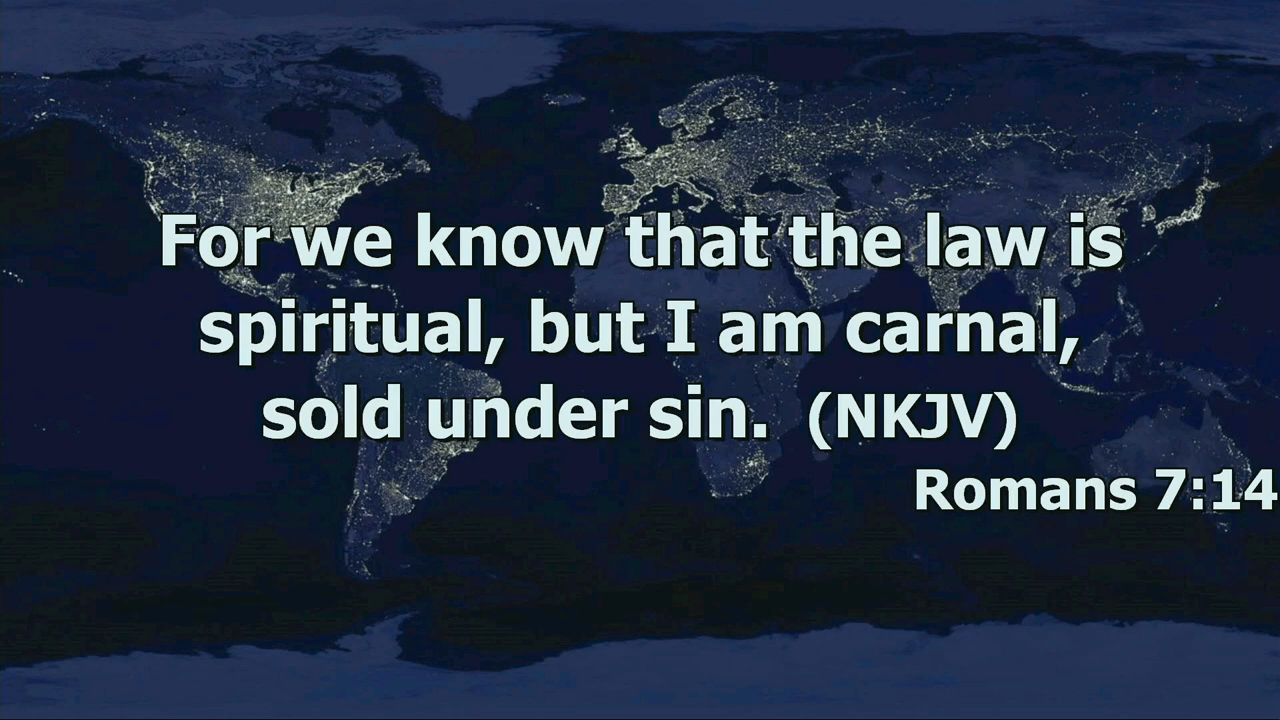 For we know that the law is
spiritual, but I am carnal,
sold under sin. (NKJV)
Romans 7:14